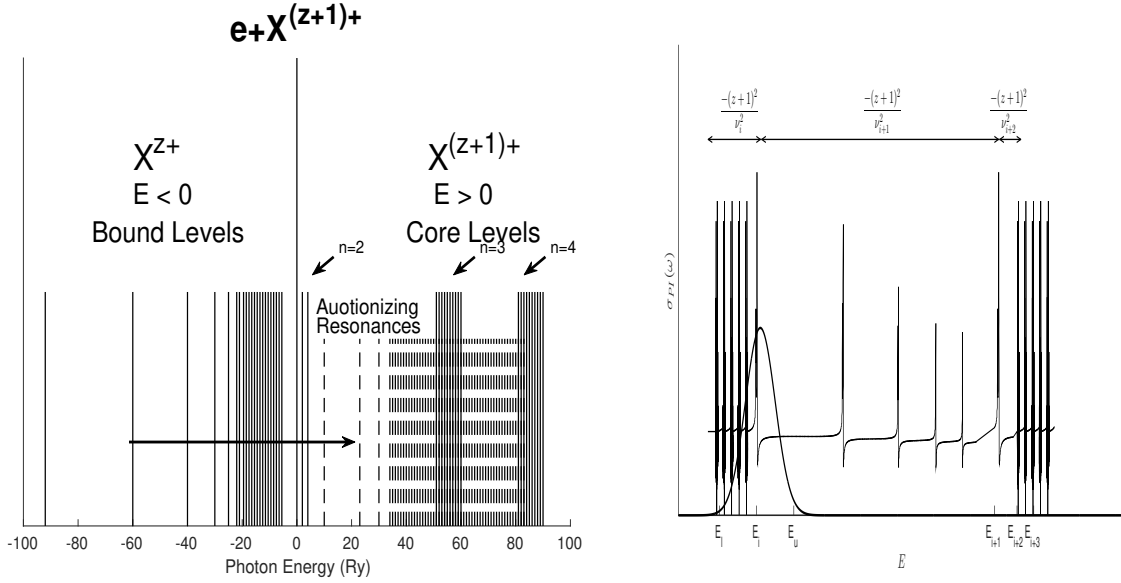 e+X^(z+1)+
X^z+
E < 0
Bound Levels
X^(z+1)+
E > 0
Core Levels
n=2
n=3
n=4
Auotionizing
Resonances
-100 -80 -60 -40 -20 0 20 40 60 80 100
Photon Energy (Ry)
-(z+1)^2 / ν_i^2
-(z+1)^2 / ν_{i+1}^2
-(z+1)^2 / ν_{i+2}^2
σ_PI(ω)
E_l E_i E_u E_{i+1} E_{i+2} E_{i+3}
E